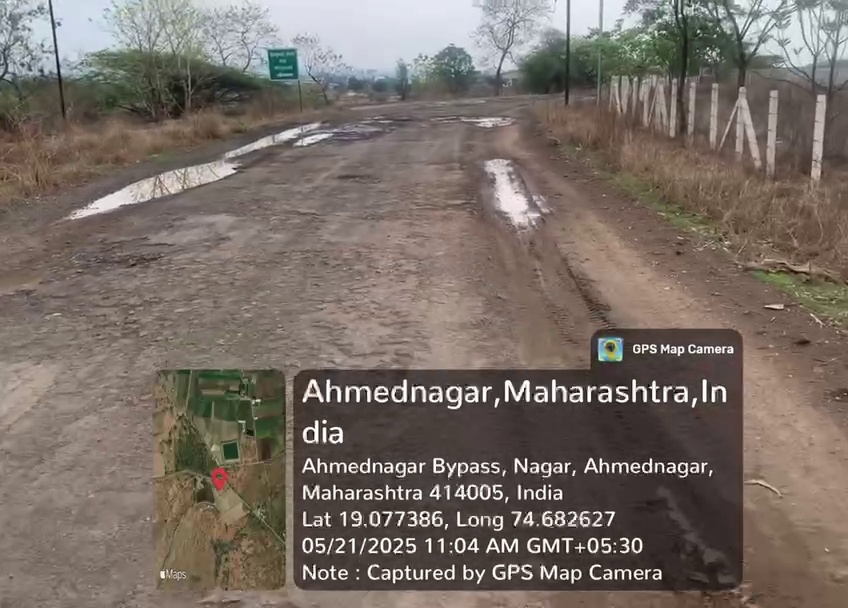 GPS Map Camera
Ahmednagar,Maharashtra,In
dia
Ahmednagar Bypass, Nagar, Ahmednagar,
Maharashtra 414005, India
Lat 19.077386, Long 74.682627
05/21/2025 11:04 AM GMT+05:30
Note : Captured by GPS Map Camera
Maps